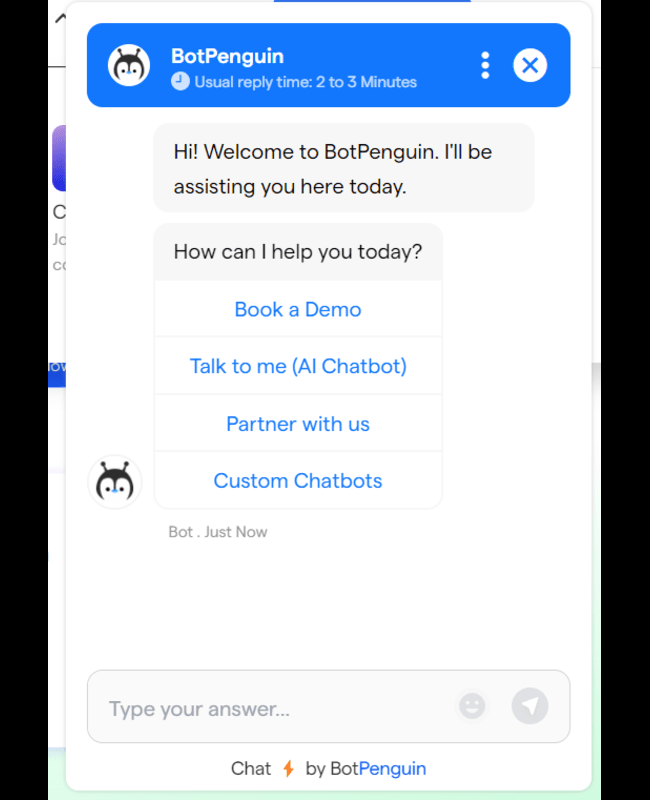 BotPenguin
Usual reply time: 2 to 3 Minutes
Hi! Welcome to BotPenguin. I'll be
assisting you here today.
How can I help you today?
Book a Demo
Talk to me (AI Chatbot)
Partner with us
Custom Chatbots
Bot . Just Now
Type your answer...
Chat ⚡ by BotPenguin